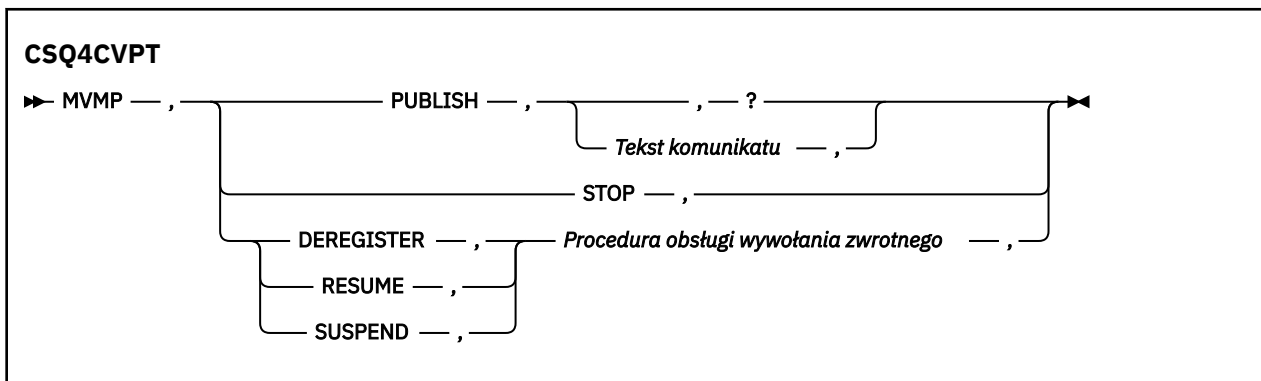 CSQ4CVPT
MVMP , PUBLISH , , ?
Tekst komunikatu ,
STOP ,
DEREGISTER , Procedura obsługi wywołania zwrotnego ,
RESUME ,
SUSPEND ,